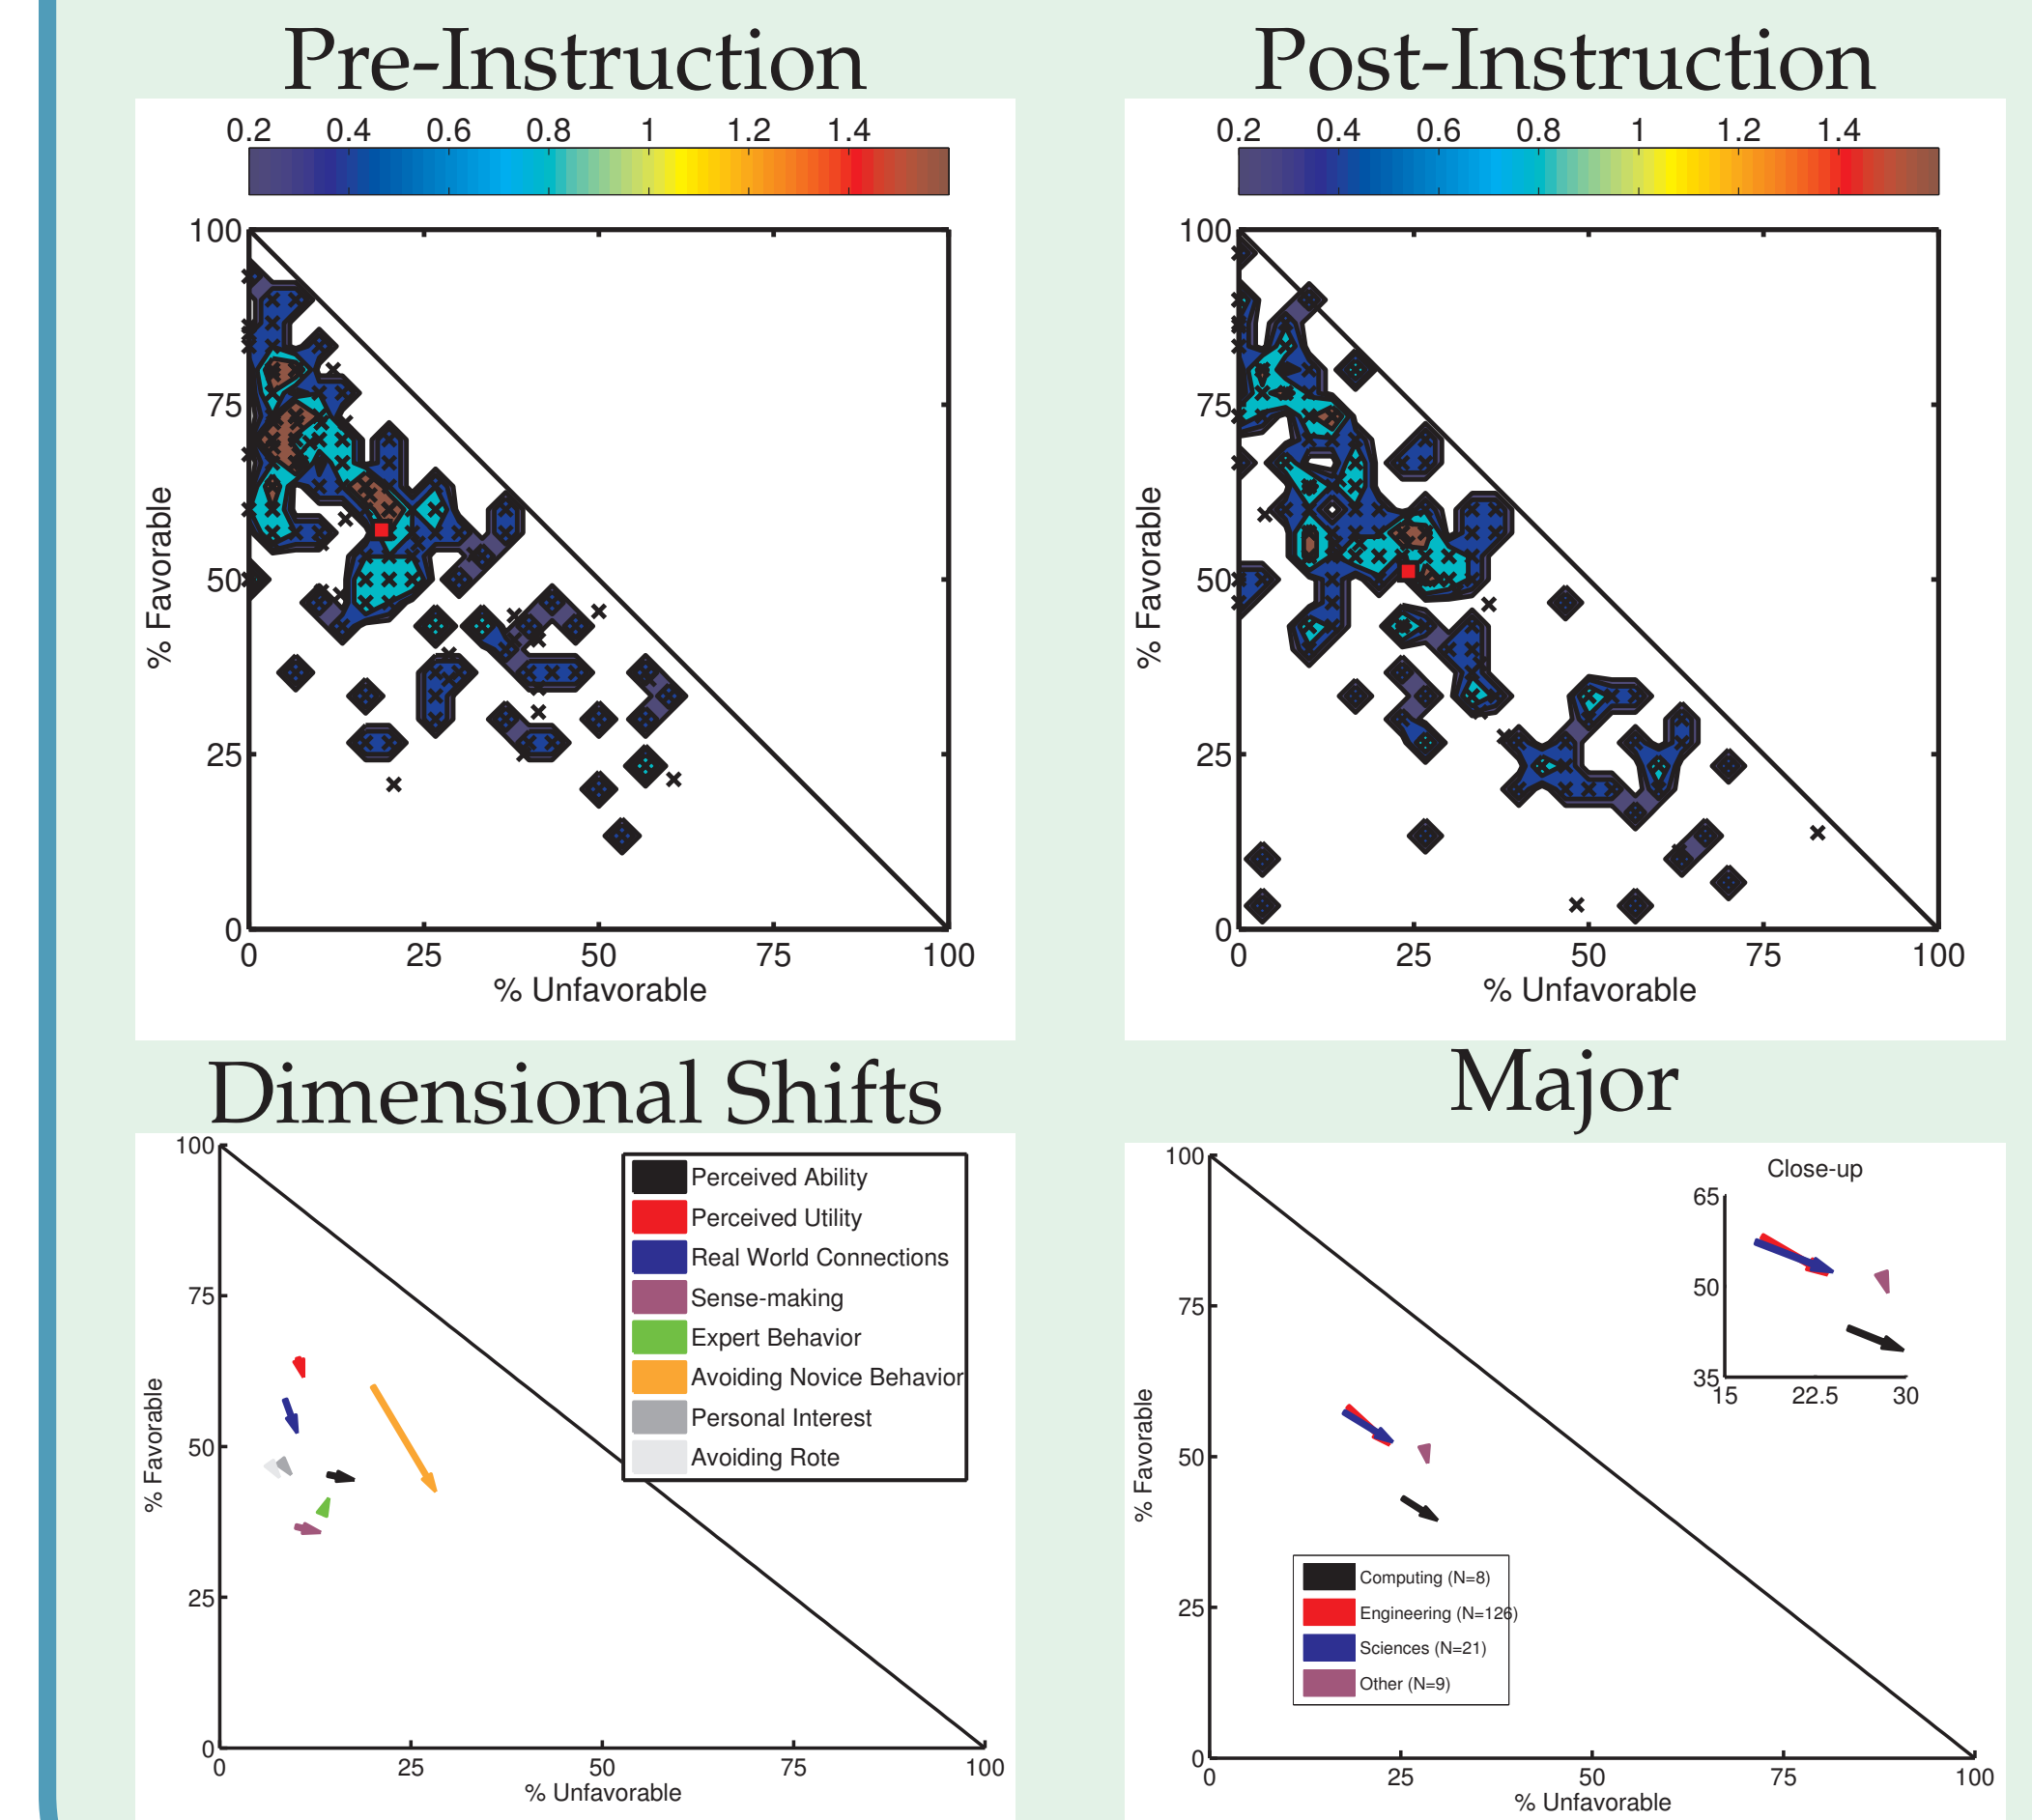 Pre-Instruction
0.2 0.4 0.6 0.8 1 1.2 1.4
100
75
50
25
0
% Favorable
0 25 50 75 100
% Unfavorable
Post-Instruction
0.2 0.4 0.6 0.8 1 1.2 1.4
100
75
50
25
0
% Favorable
0 25 50 75 100
% Unfavorable
Dimensional Shifts
100
75
50
25
0
% Favorable
Perceived Ability
Perceived Utility
Real World Connections
Sense-making
Expert Behavior
Avoiding Novice Behavior
Personal Interest
Avoiding Rote
0 25 50 75 100
% Unfavorable
Major
100
75
50
25
0
% Favorable
Close-up
65
50
35
15 22.5 30
Computing (N=8)
Engineering (N=126)
Sciences (N=21)
Other (N=9)
0 25 50 75 100
% Unfavorable